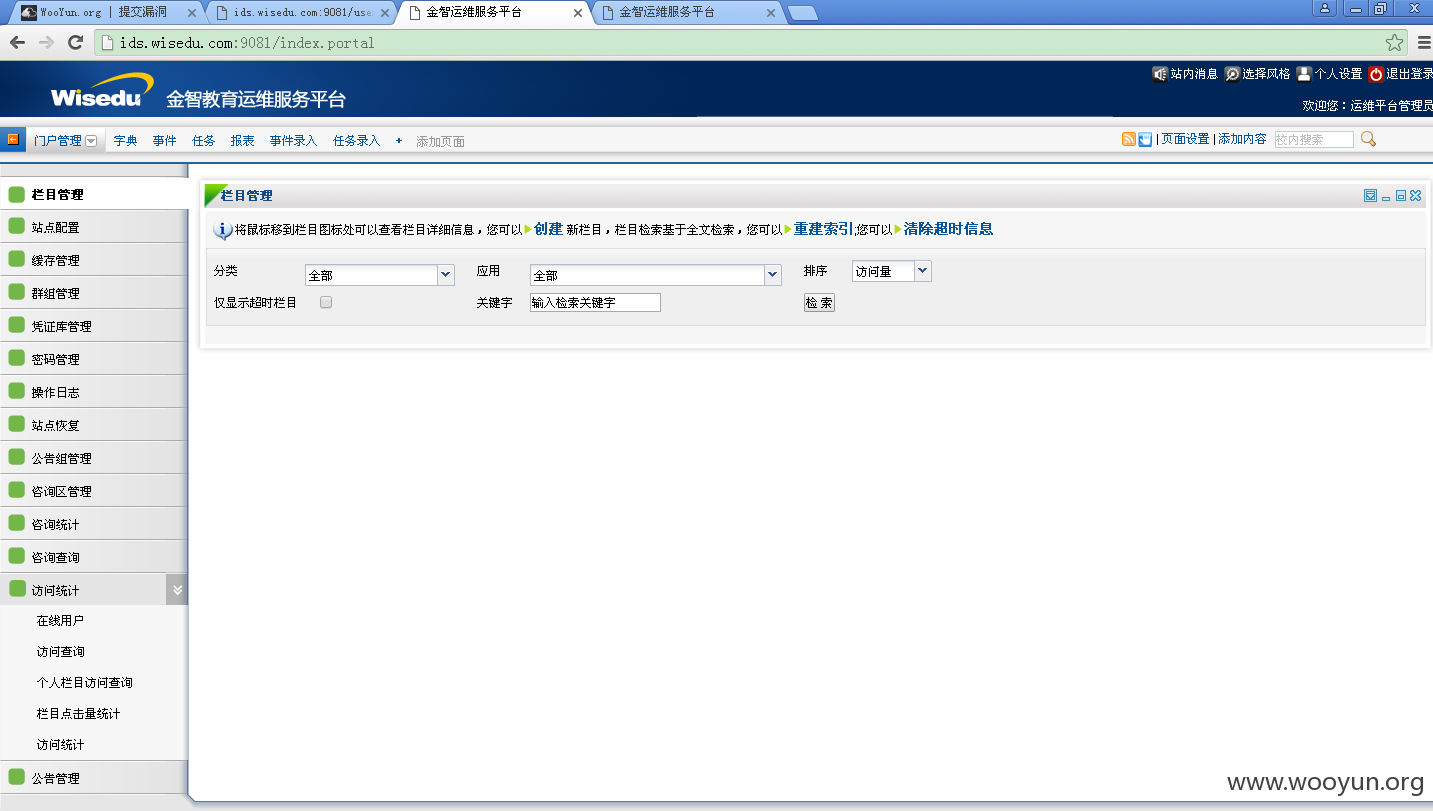 WooYun.org | 提交漏洞
ids.wisedu.com:9081/use
金智运维服务平台
金智运维服务平台
ids.wisedu.com:9081/index.portal
Wisedu 金智教育运维服务平台
站内消息 选择风格 个人设置 退出登录
欢迎您：运维平台管理员
门户管理 字典 事件 任务 报表 事件录入 任务录入 + 添加页面
|页面设置 |添加内容 校内搜索
栏目管理
站点配置
缓存管理
群组管理
凭证库管理
密码管理
操作日志
站点恢复
公告组管理
咨询区管理
咨询统计
咨询查询
访问统计
在线用户
访问查询
个人栏目访问查询
栏目点击量统计
访问统计
公告管理
栏目管理
将鼠标移到栏目图标处可以查看栏目详细信息，您可以 创建 新栏目，栏目检索基于全文检索，您可以 重建索引;您可以 清除超时信息
分类 全部 应用 全部 排序 访问量
仅显示超时栏目 关键字 输入检索关键字 检 索
www.wooyun.org